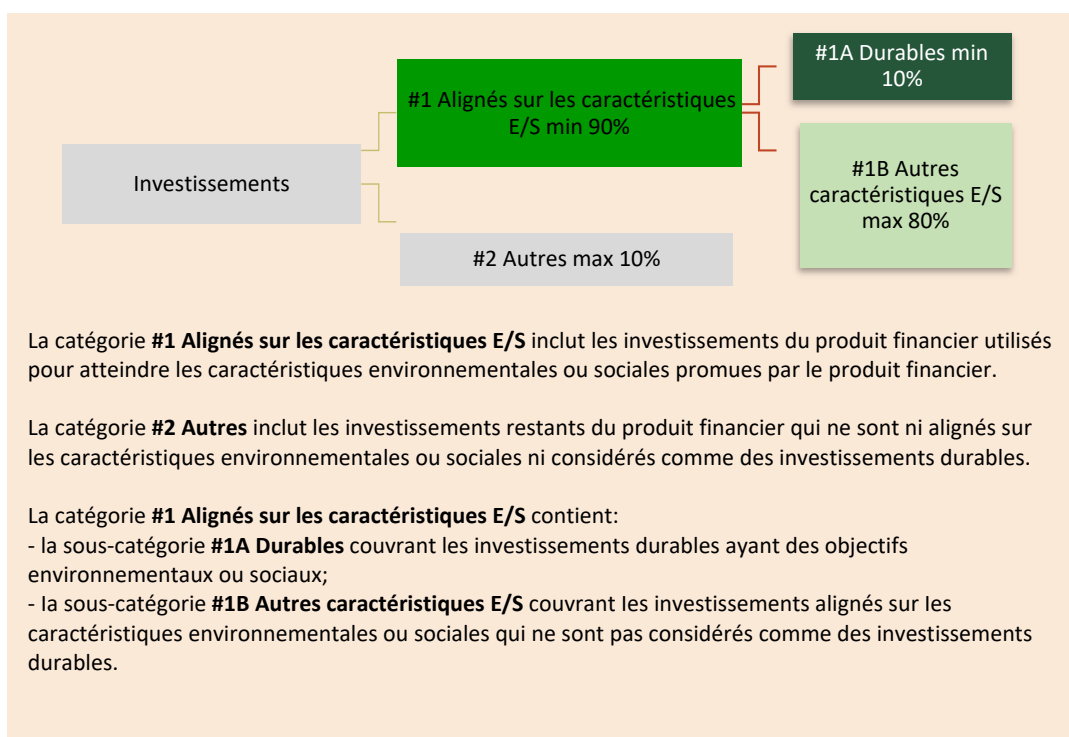 #1A Durables min
10%
#1 Alignés sur les caractéristiques
E/S min 90%
Investissements
#1B Autres
caractéristiques E/S
max 80%
#2 Autres max 10%
La catégorie #1 Alignés sur les caractéristiques E/S inclut les investissements du produit financier utilisés
pour atteindre les caractéristiques environnementales ou sociales promues par le produit financier.
La catégorie #2 Autres inclut les investissements restants du produit financier qui ne sont ni alignés sur
les caractéristiques environnementales ou sociales ni considérés comme des investissements durables.
La catégorie #1 Alignés sur les caractéristiques E/S contient:
- la sous-catégorie #1A Durables couvrant les investissements durables ayant des objectifs
environnementaux ou sociaux;
- la sous-catégorie #1B Autres caractéristiques E/S couvrant les investissements alignés sur les
caractéristiques environnementales ou sociales qui ne sont pas considérés comme des investissements
durables.